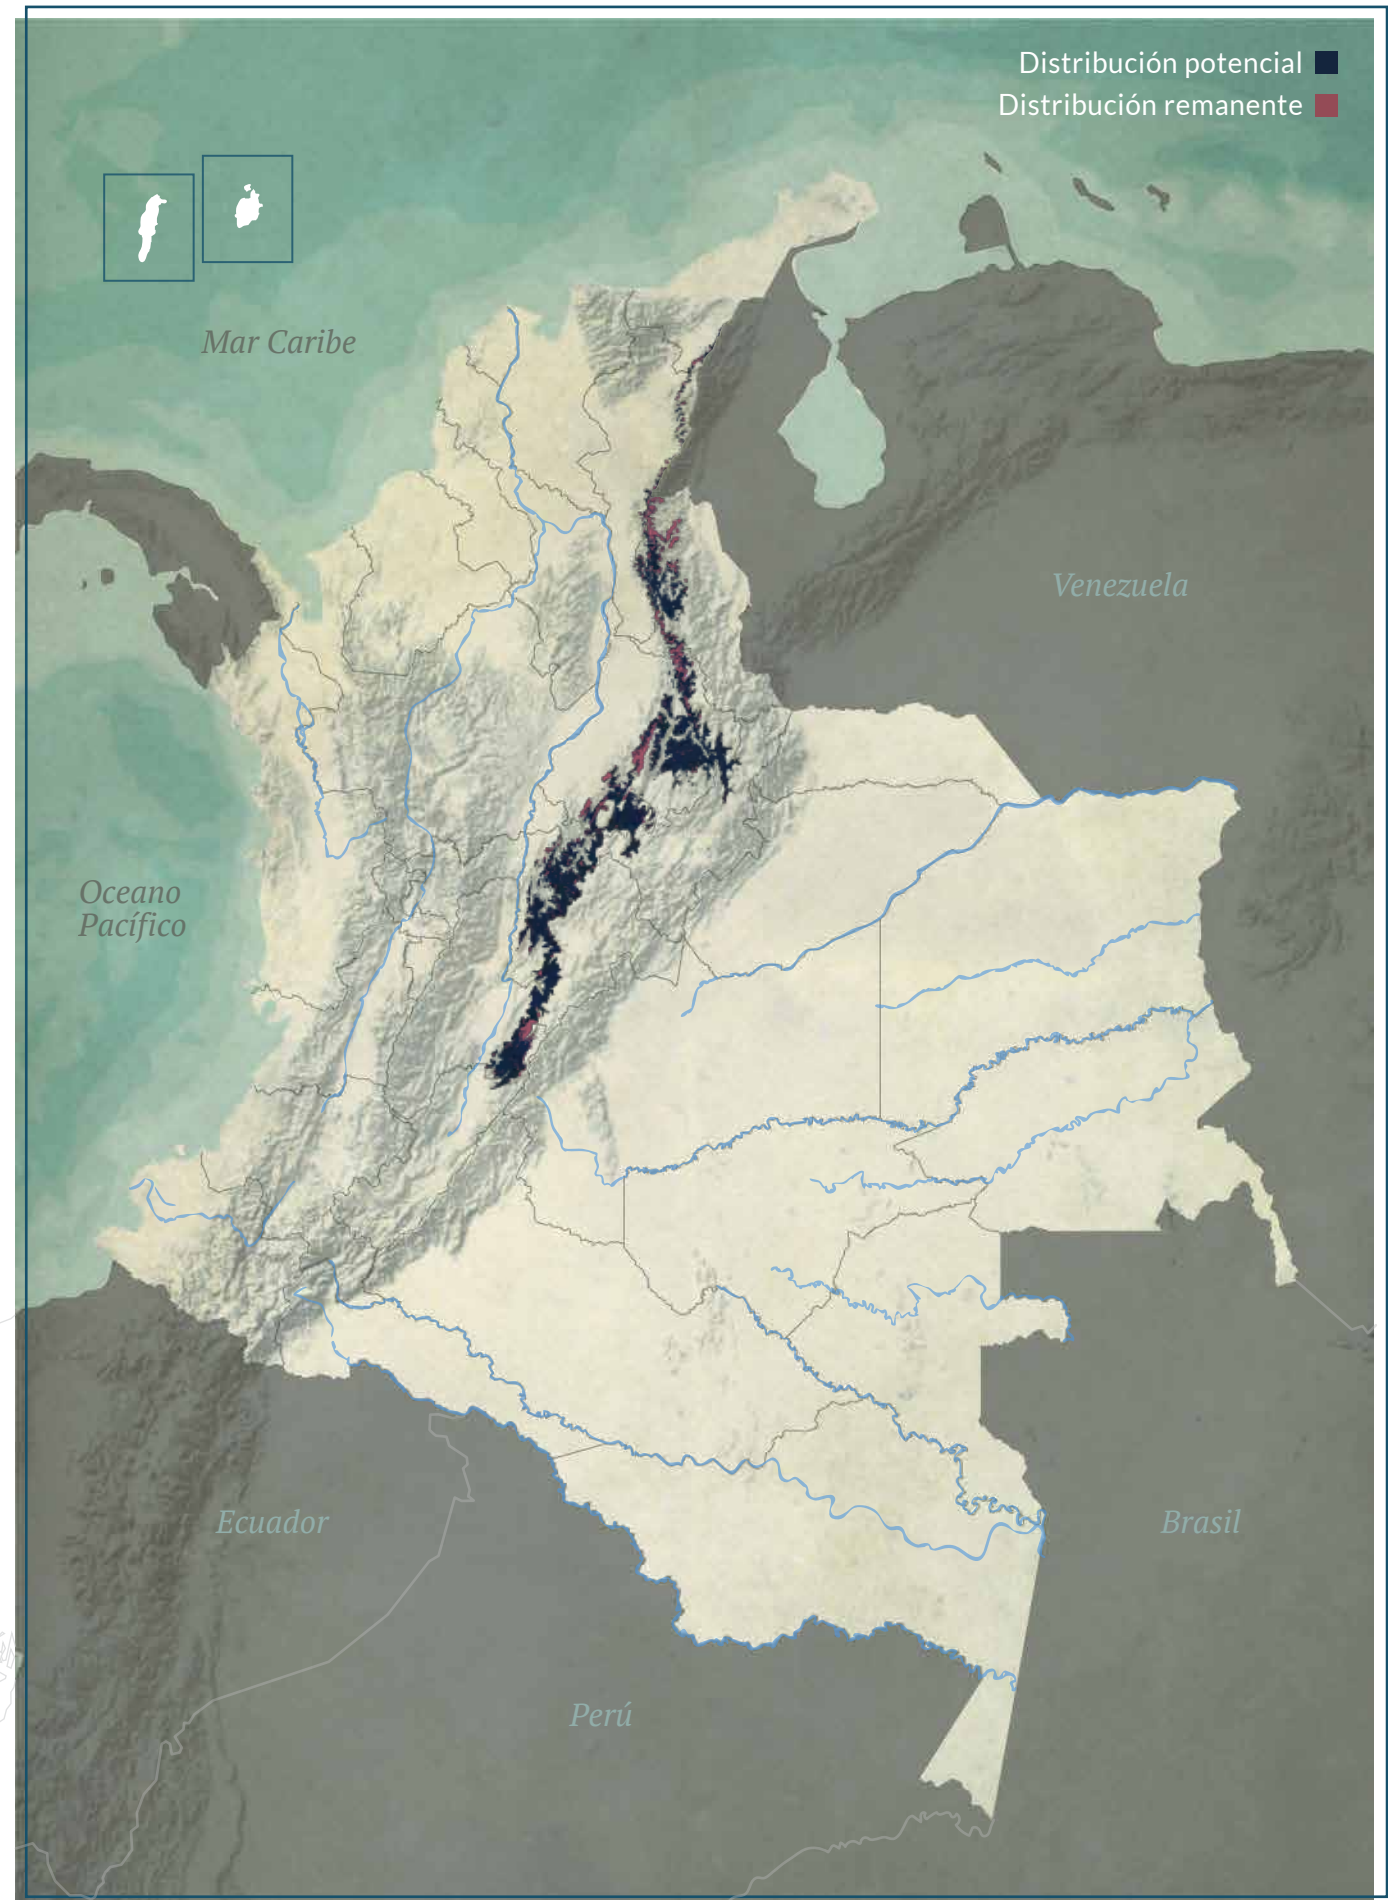 Distribución potencial
Distribución remanente
Mar Caribe
Venezuela
Oceano
Pacífico
Ecuador
Brasil
Perú